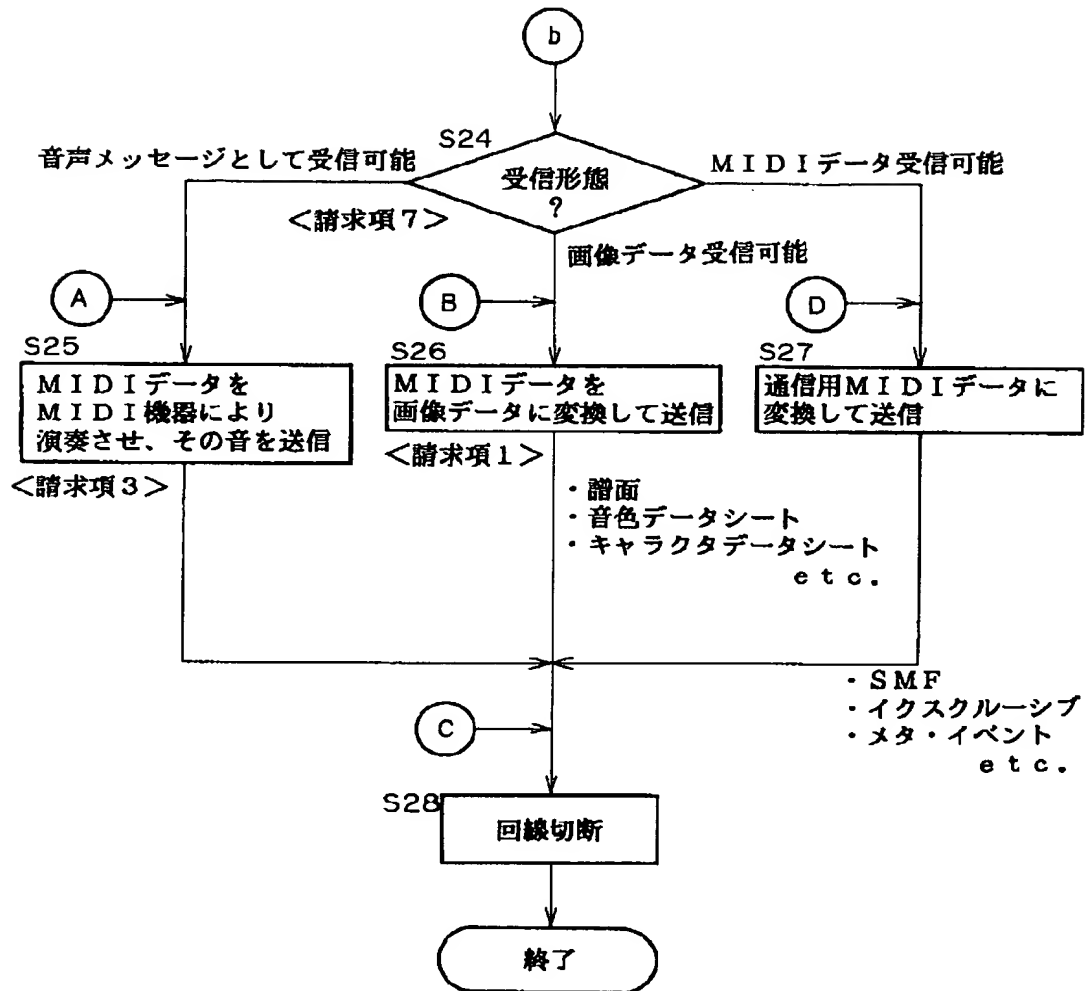 b
S24
音声メッセージとして受信可能
受信形態
?
MIDIデータ受信可能
<請求項7>
画像データ受信可能
A
B
D
S25
MIDIデータを
MIDI機器により
演奏させ、その音を送信
<請求項3>
S26
MIDIデータを
画像データに変換して送信
<請求項1>
・譜面
・音色データシート
・キャラクタデータシート
etc.
S27
通信用MIDIデータに
変換して送信
・SMF
・イクスクルーシブ
・メタ・イベント
etc.
C
S28
回線切断
終了